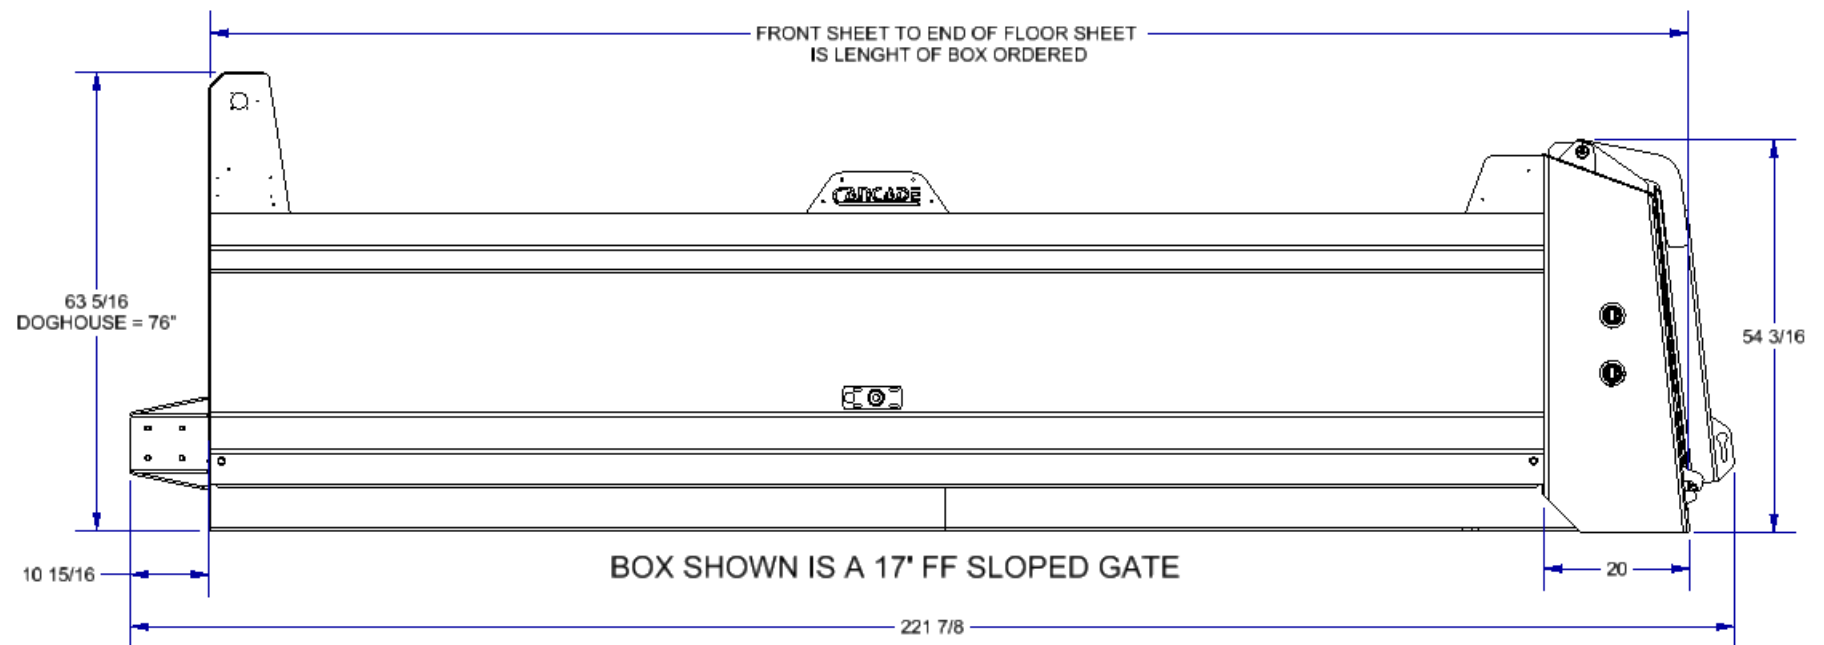 FRONT SHEET TO END OF FLOOR SHEET
IS LENGHT OF BOX ORDERED
CANCADE
63 5/16
DOGHOUSE = 76"
54 3/16
10 15/16
BOX SHOWN IS A 17' FF SLOPED GATE
20
221 7/8